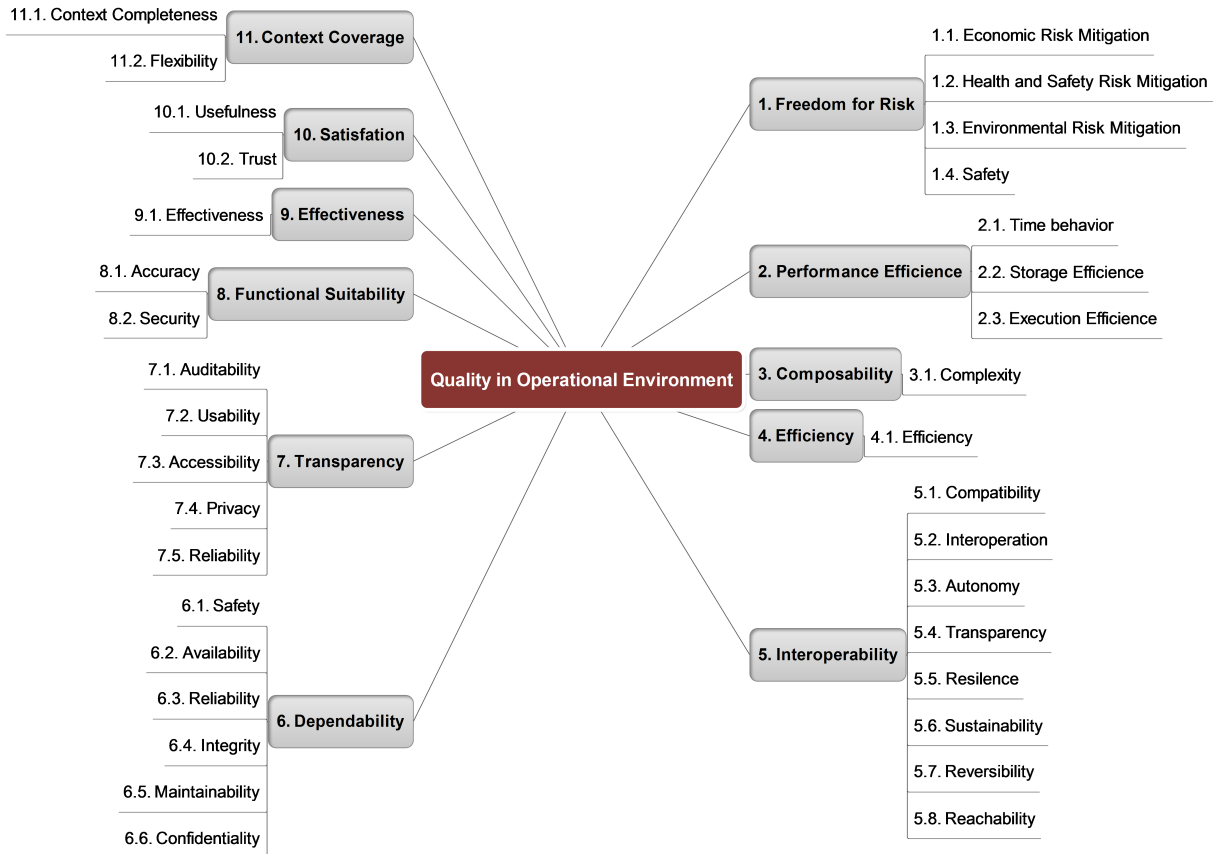 Quality in Operational Environment
1. Freedom for Risk
1.1. Economic Risk Mitigation
1.2. Health and Safety Risk Mitigation
1.3. Environmental Risk Mitigation
1.4. Safety
2. Performance Efficience
2.1. Time behavior
2.2. Storage Efficience
2.3. Execution Efficience
3. Composability
3.1. Complexity
4. Efficiency
4.1. Efficiency
5. Interoperability
5.1. Compatibility
5.2. Interoperation
5.3. Autonomy
5.4. Transparency
5.5. Resilence
5.6. Sustainability
5.7. Reversibility
5.8. Reachability
6. Dependability
6.1. Safety
6.2. Availability
6.3. Reliability
6.4. Integrity
6.5. Maintainability
6.6. Confidentiality
7. Transparency
7.1. Auditability
7.2. Usability
7.3. Accessibility
7.4. Privacy
7.5. Reliability
8. Functional Suitability
8.1. Accuracy
8.2. Security
9. Effectiveness
9.1. Effectiveness
10. Satisfation
10.1. Usefulness
10.2. Trust
11. Context Coverage
11.1. Context Completeness
11.2. Flexibility